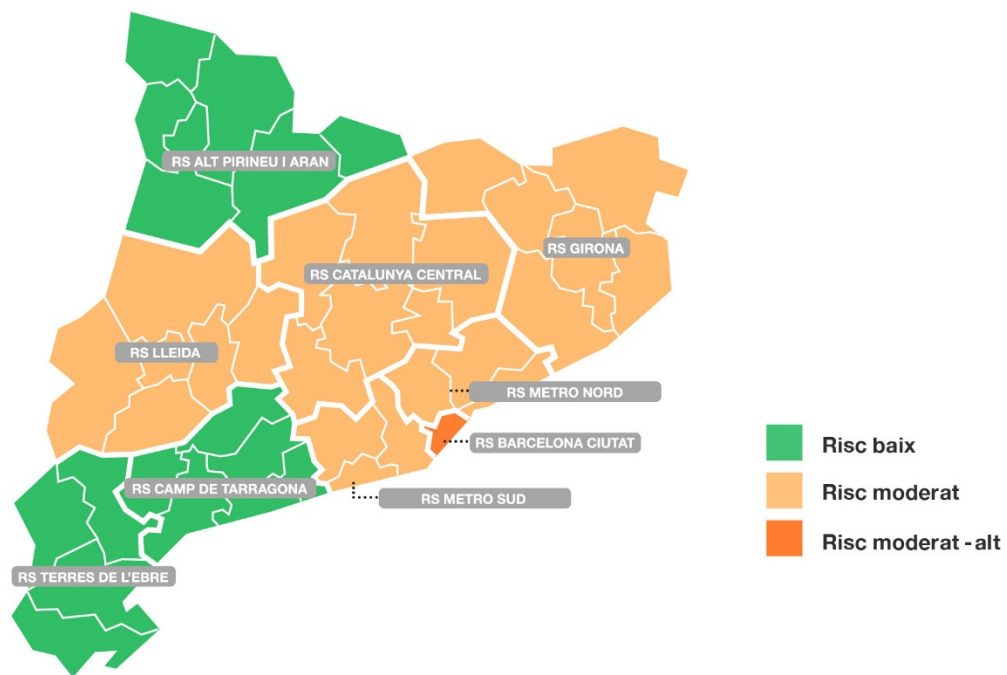 RS ALT PIRINEU I ARAN
RS GIRONA
RS CATALUNYA CENTRAL
RS LLEIDA
RS METRO NORD
RS BARCELONA CIUTAT
RS CAMP DE TARRAGONA
RS METRO SUD
RS TERRES DE L'EBRE
Risc baix
Risc moderat
Risc moderat - alt